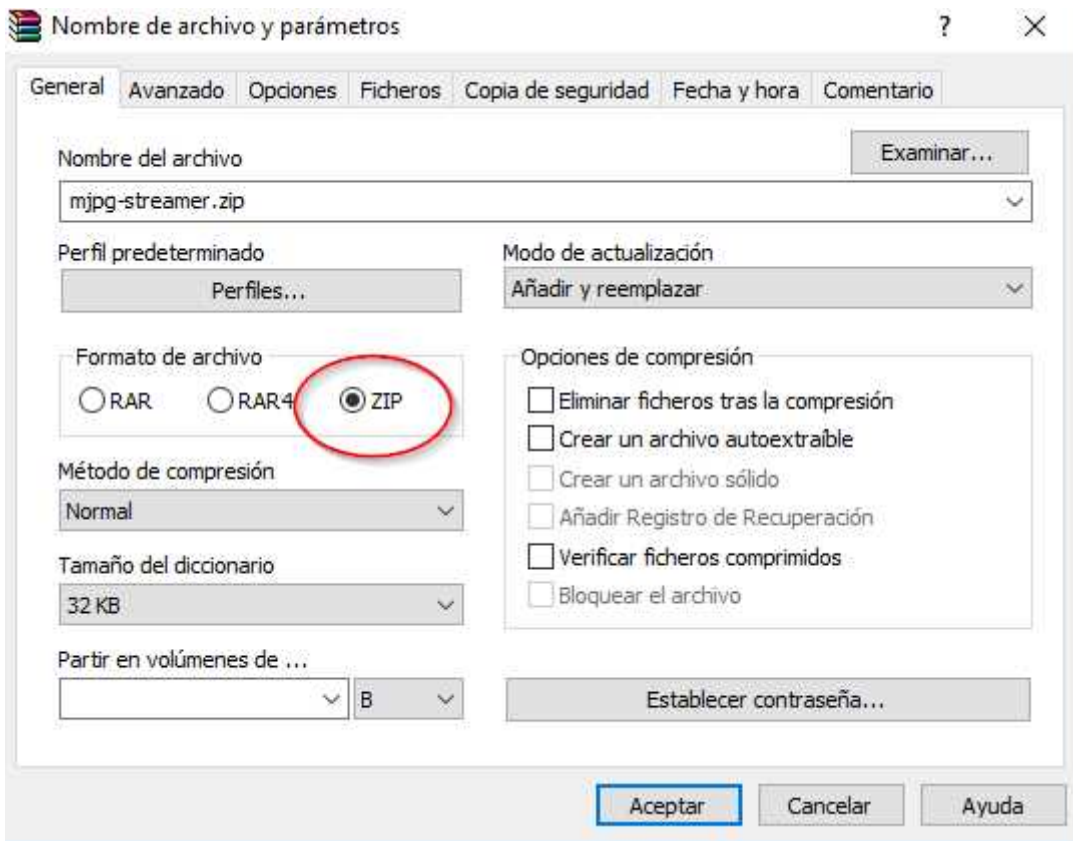 Nombre de archivo y parámetros
General Avanzado Opciones Ficheros Copia de seguridad Fecha y hora Comentario
Nombre del archivo
Examinar...
mjpg-streamer.zip
Perfil predeterminado
Modo de actualización
Perfiles...
Añadir y reemplazar
Formato de archivo
RAR RAR4 ZIP
Opciones de compresión
Eliminar ficheros tras la compresión
Crear un archivo autoextraíble
Crear un archivo sólido
Añadir Registro de Recuperación
Verificar ficheros comprimidos
Bloquear el archivo
Método de compresión
Normal
Tamaño del diccionario
32 KB
Partir en volúmenes de ...
B
Establecer contraseña...
Aceptar Cancelar Ayuda